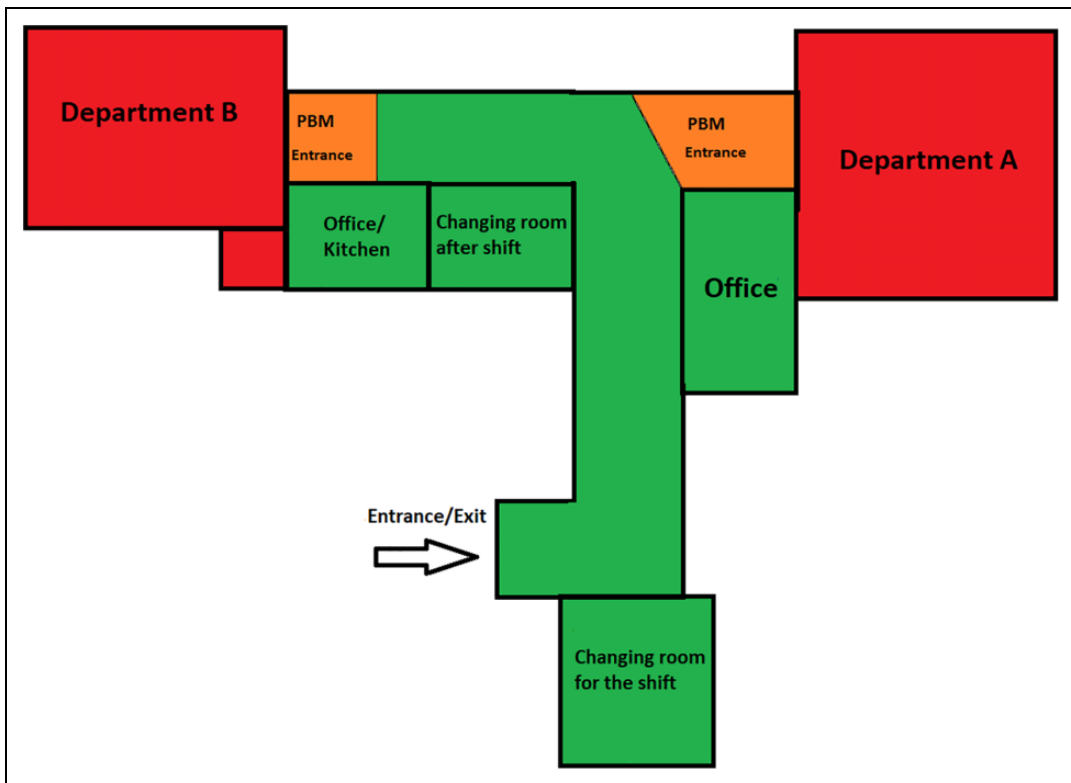 Department B
PBM
Entrance
PBM
Entrance
Department A
Office/
Kitchen
Changing room
after shift
Office
Entrance/Exit
Changing room
for the shift